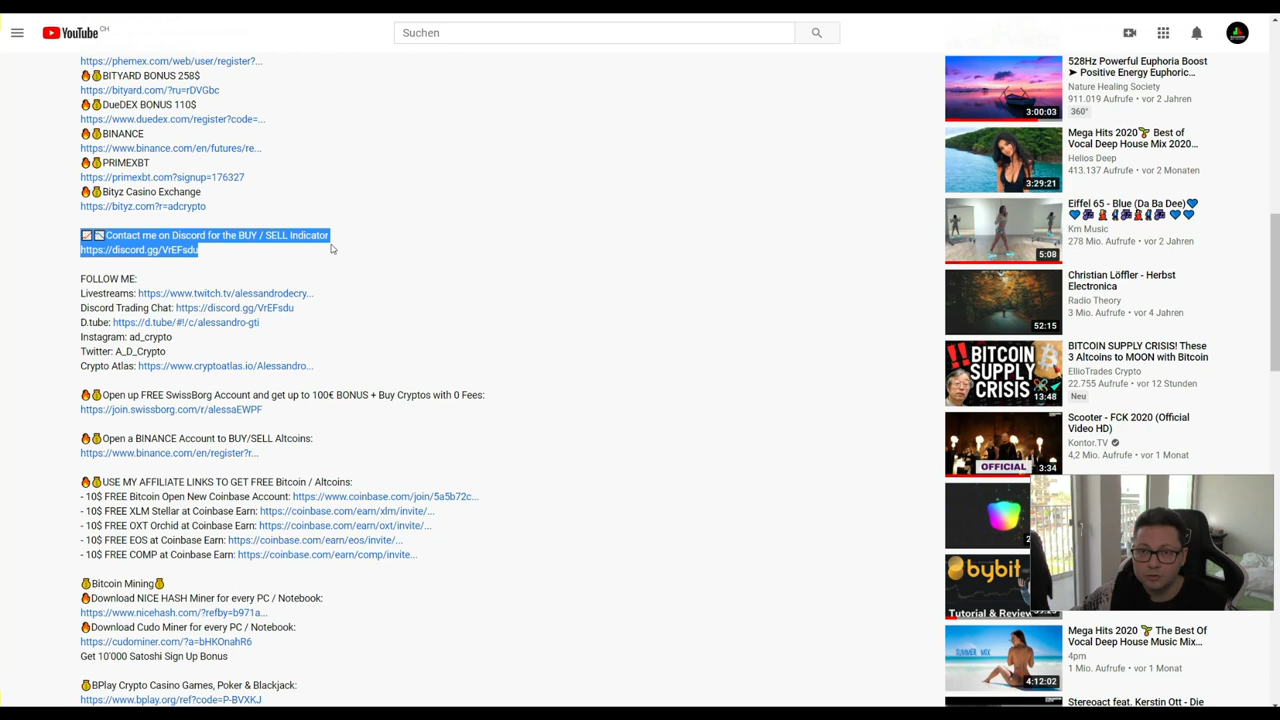 YouTube CH
Suchen
https://phemex.com/web/user/register?...
🔥💰BITYARD BONUS 258$
https://bityard.com/?ru=rDVGbc
🔥💰DueDEX BONUS 110$
https://www.duedex.com/register?code=...
🔥💰BINANCE
https://www.binance.com/en/futures/re...
🔥💰PRIMEXBT
https://primexbt.com?signup=176327
🔥💰Bityz Casino Exchange
https://bityz.com?r=adcrypto
📈📉Contact me on Discord for the BUY / SELL Indicator
https://discord.gg/VrEFsdu
FOLLOW ME:
Livestreams: https://www.twitch.tv/alessandrodecry...
Discord Trading Chat: https://discord.gg/VrEFsdu
D.tube: https://d.tube/#!/c/alessandro-gti
Instagram: ad_crypto
Twitter: A_D_Crypto
Crypto Atlas: https://www.cryptoatlas.io/Alessandro...
🔥💰Open up FREE SwissBorg Account and get up to 100€ BONUS + Buy Cryptos with 0 Fees:
https://join.swissborg.com/r/alessaEWPF
🔥💰Open a BINANCE Account to BUY/SELL Altcoins:
https://www.binance.com/en/register?r...
🔥💰USE MY AFFILIATE LINKS TO GET FREE Bitcoin / Altcoins:
- 10$ FREE Bitcoin Open New Coinbase Account: https://www.coinbase.com/join/5a5b72c...
- 10$ FREE XLM Stellar at Coinbase Earn: https://coinbase.com/earn/xlm/invite/...
- 10$ FREE OXT Orchid at Coinbase Earn: https://coinbase.com/earn/oxt/invite/...
- 10$ FREE EOS at Coinbase Earn: https://coinbase.com/earn/eos/invite/...
- 10$ FREE COMP at Coinbase Earn: https://coinbase.com/earn/comp/invite...
💰Bitcoin Mining💰
🔥Download NICE HASH Miner for every PC / Notebook:
https://www.nicehash.com/?refby=b971a...
🔥Download Cudo Miner for every PC / Notebook:
https://cudominer.com/?a=bHKOnahR6
Get 10'000 Satoshi Sign Up Bonus
💰BPlay Crypto Casino Games, Poker & Blackjack:
https://www.bplay.org/ref?code=P-BVXKJ
528Hz Powerful Euphoria Boost
➤ Positive Energy Euphoric...
Nature Healing Society
911.019 Aufrufe • vor 2 Jahren
360°
3:00:03
Mega Hits 2020🌱 Best of
Vocal Deep House Mix 2020...
Helios Deep
413.137 Aufrufe • vor 2 Monaten
3:29:21
Eiffel 65 - Blue (Da Ba Dee)💙
Km Music
278 Mio. Aufrufe • vor 2 Jahren
5:08
Christian Löffler - Herbst
Electronica
Radio Theory
3 Mio. Aufrufe • vor 4 Jahren
52:15
BITCOIN SUPPLY CRISIS! These
3 Altcoins to MOON with Bitcoin
EllioTrades Crypto
22.755 Aufrufe • vor 12 Stunden
Neu
BITCOIN
SUPPLY
CRISIS
13:48
Scooter - FCK 2020 (Official
Video HD)
Kontor.TV
4,2 Mio. Aufrufe • vor 1 Monat
OFFICIAL
3:34
bybit
Tutorial & Review
Mega Hits 2020 🌱 The Best Of
Vocal Deep House Music Mix...
4pm
1 Mio. Aufrufe • vor 1 Monat
SUMMER MIX
4:12:02
Stereoact feat. Kerstin Ott - Die